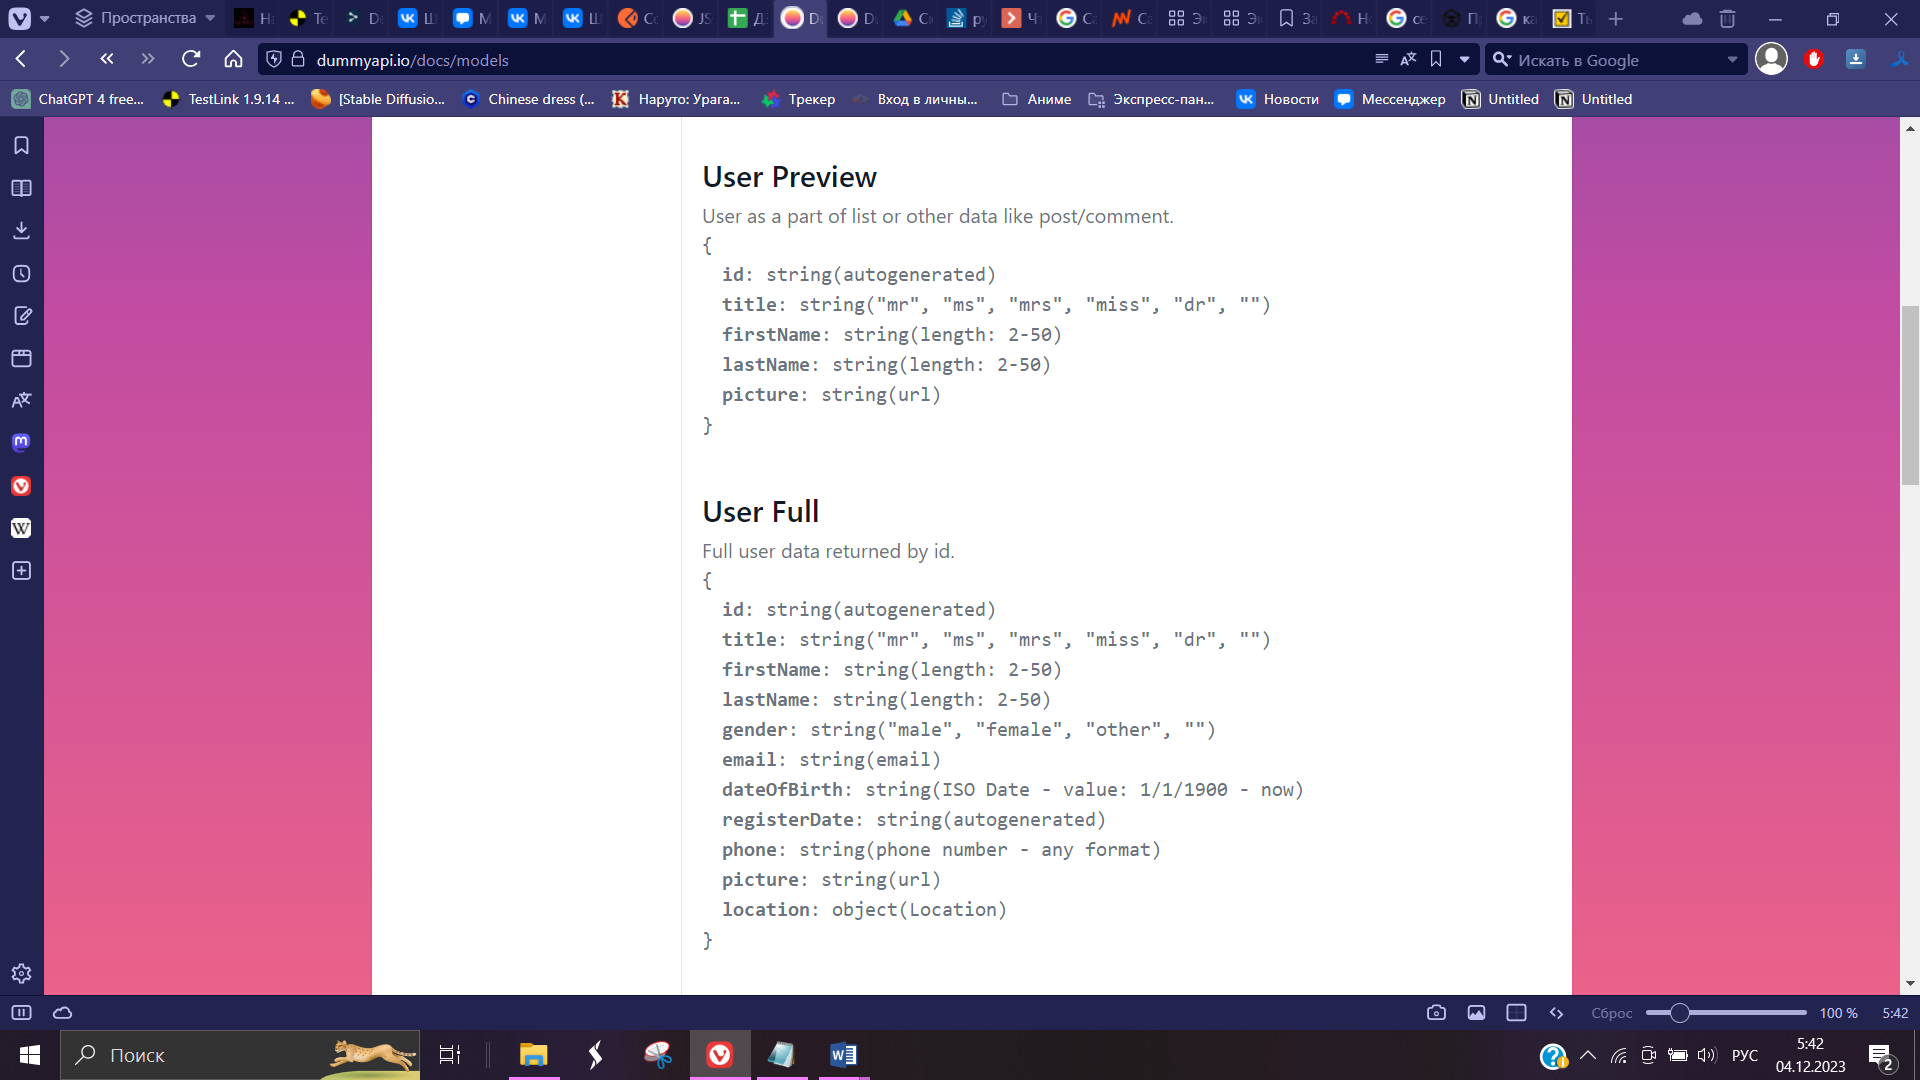 Пространства
dummyapi.io/docs/models
Искать в Google
ChatGPT 4 free...
TestLink 1.9.14 ...
[Stable Diffusio...
Chinese dress (...
Наруто: Урага...
Трекер
Вход в личны...
Аниме
Экспресс-пан...
Новости
Мессенджер
Untitled
Untitled
User Preview
User as a part of list or other data like post/comment.
{
id: string(autogenerated)
title: string("mr", "ms", "mrs", "miss", "dr", "")
firstName: string(length: 2-50)
lastName: string(length: 2-50)
picture: string(url)
}
User Full
Full user data returned by id.
{
id: string(autogenerated)
title: string("mr", "ms", "mrs", "miss", "dr", "")
firstName: string(length: 2-50)
lastName: string(length: 2-50)
gender: string("male", "female", "other", "")
email: string(email)
dateOfBirth: string(ISO Date - value: 1/1/1900 - now)
registerDate: string(autogenerated)
phone: string(phone number - any format)
picture: string(url)
location: object(Location)
}
Сброс
100 %
5:42
Поиск
РУС
5:42
04.12.2023
2